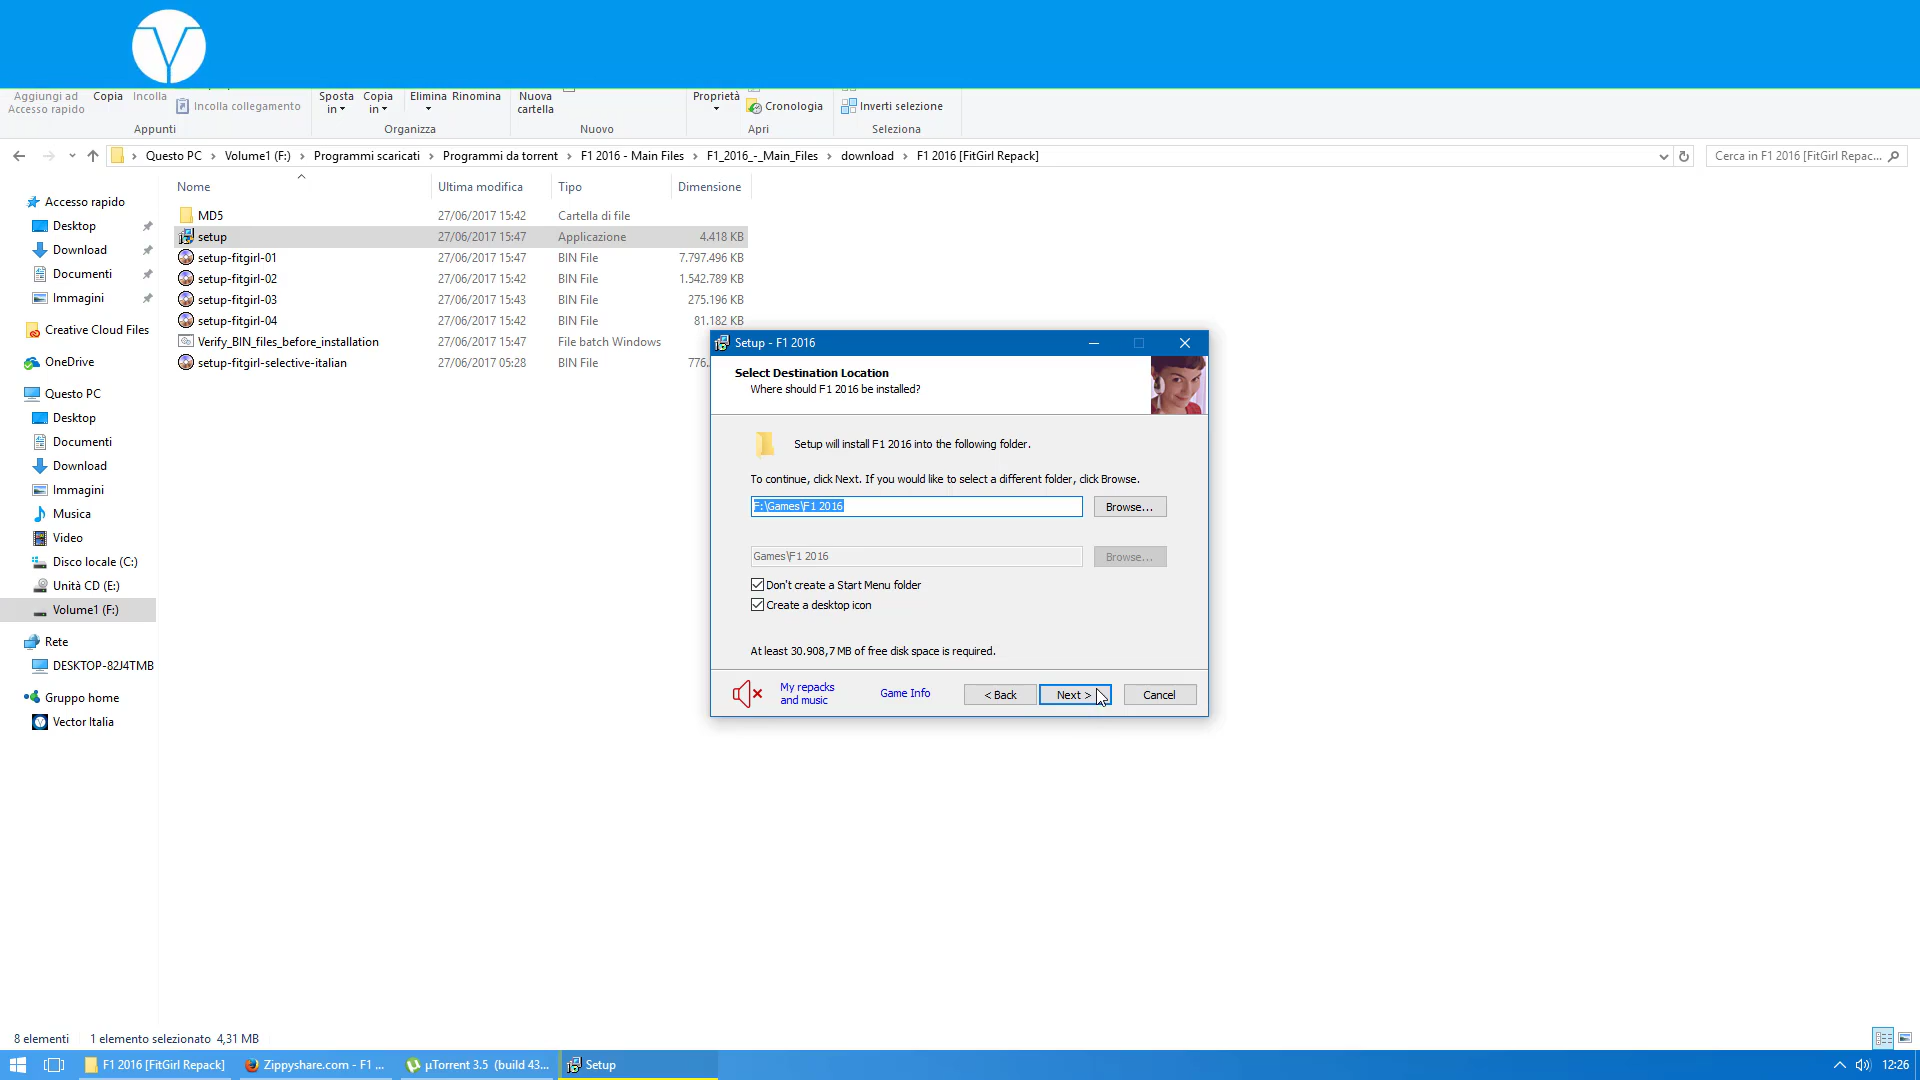 Aggiungi ad
Accesso rapido
Copia
Incolla
Incolla collegamento
Appunti
Sposta
in
Copia
in
Elimina
Rinomina
Organizza
Nuova
cartella
Nuovo
Proprietà
Cronologia
Apri
Inverti selezione
Seleziona
Questo PC > Volume1 (F:) > Programmi scaricati > Programmi da torrent > F1 2016 - Main Files > F1_2016_-_Main_Files > download > F1 2016 [FitGirl Repack]
Cerca in F1 2016 [FitGirl Repac...
Nome Ultima modifica Tipo Dimensione
MD5 27/06/2017 15:42 Cartella di file
setup 27/06/2017 15:47 Applicazione 4.418 KB
setup-fitgirl-01 27/06/2017 15:47 BIN File 7.797.496 KB
setup-fitgirl-02 27/06/2017 15:42 BIN File 1.542.789 KB
setup-fitgirl-03 27/06/2017 15:43 BIN File 275.196 KB
setup-fitgirl-04 27/06/2017 15:42 BIN File 81.182 KB
Verify_BIN_files_before_installation 27/06/2017 15:47 File batch Windows
setup-fitgirl-selective-italian 27/06/2017 05:28 BIN File 776.
Accesso rapido
Desktop
Download
Documenti
Immagini
Creative Cloud Files
OneDrive
Questo PC
Desktop
Documenti
Download
Immagini
Musica
Video
Disco locale (C:)
Unità CD (E:)
Volume1 (F:)
Rete
DESKTOP-82J4TMB
Gruppo home
Vector Italia
Setup - F1 2016
Select Destination Location
Where should F1 2016 be installed?
Setup will install F1 2016 into the following folder.
To continue, click Next. If you would like to select a different folder, click Browse.
F:\Games\F1 2016
Browse...
Games\F1 2016
Browse...
Don't create a Start Menu folder
Create a desktop icon
At least 30.908,7 MB of free disk space is required.
My repacks
and music
Game Info
< Back
Next >
Cancel
8 elementi 1 elemento selezionato 4,31 MB
F1 2016 [FitGirl Repack]
Zippyshare.com - F1 ...
µTorrent 3.5 (build 43...
Setup
12:26